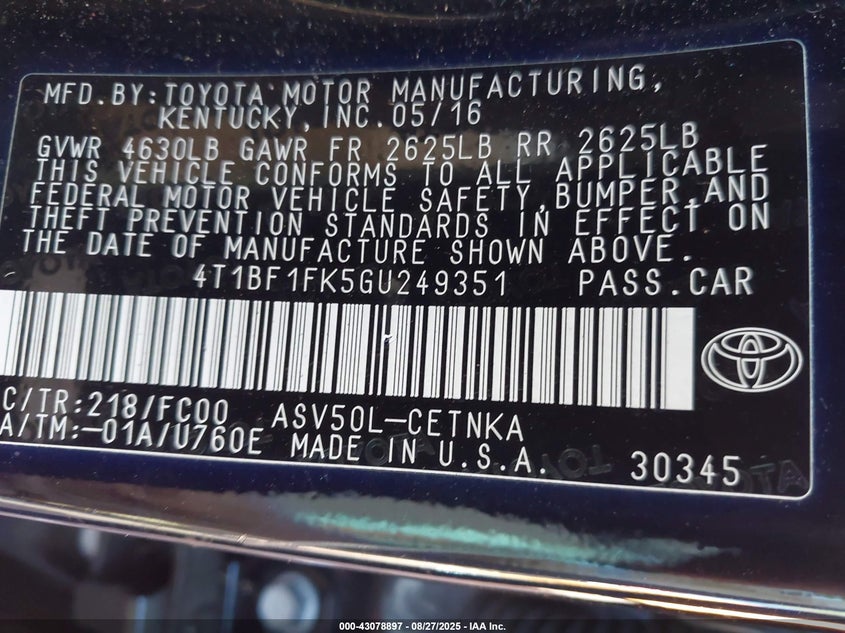 MFD.BY:TOYOTA MOTOR MANUFACTURING,
KENTUCKY,INC.05/16
GVWR 4630LB GAWR FR 2625LB RR 2625LB
THIS VEHICLE CONFORMS TO ALL APPLICABLE
FEDERAL MOTOR VEHICLE SAFETY,BUMPER,AND
THEFT PREVENTION STANDARDS IN EFFECT ON
THE DATE OF MANUFACTURE SHOWN ABOVE.
4T1BF1FK5GU249351 PASS.CAR
C/TR:218/FC00 ASV50L-CETNKA
A/TM:-01A/U760E MADE IN U.S.A. 30345
000-43078897 - 08/27/2025 - IAA Inc.